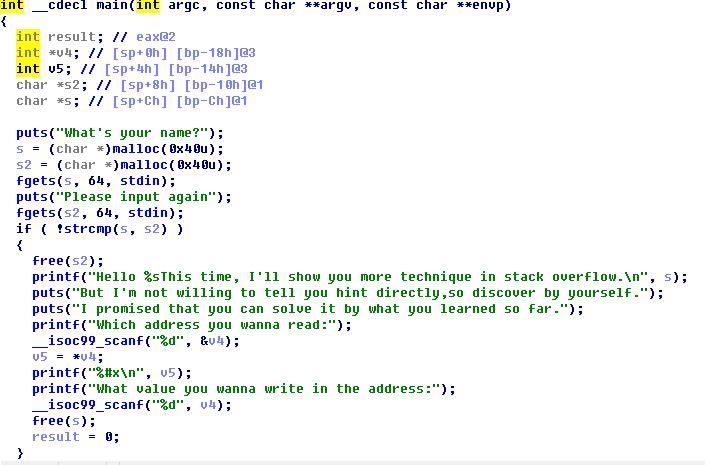 int __cdecl main(int argc, const char **argv, const char **envp)
{
  int result; // eax@2
  int *v4; // [sp+0h] [bp-18h]@3
  int v5; // [sp+4h] [bp-14h]@3
  char *s2; // [sp+8h] [bp-10h]@1
  char *s; // [sp+Ch] [bp-Ch]@1

  puts("What's your name?");
  s = (char *)malloc(0x40u);
  s2 = (char *)malloc(0x40u);
  fgets(s, 64, stdin);
  puts("Please input again");
  fgets(s2, 64, stdin);
  if ( !strcmp(s, s2) )
  {
    free(s2);
    printf("Hello %sThis time, I'll show you more technique in stack overflow.\n", s);
    puts("But I'm not willing to tell you hint directly,so discover by yourself.");
    puts("I promised that you can solve it by what you learned so far.");
    printf("Which address you wanna read:");
    __isoc99_scanf("%d", &v4);
    v5 = *v4;
    printf("%#x\n", v5);
    printf("What value you wanna write in the address:");
    __isoc99_scanf("%d", v4);
    free(s);
    result = 0;
  }